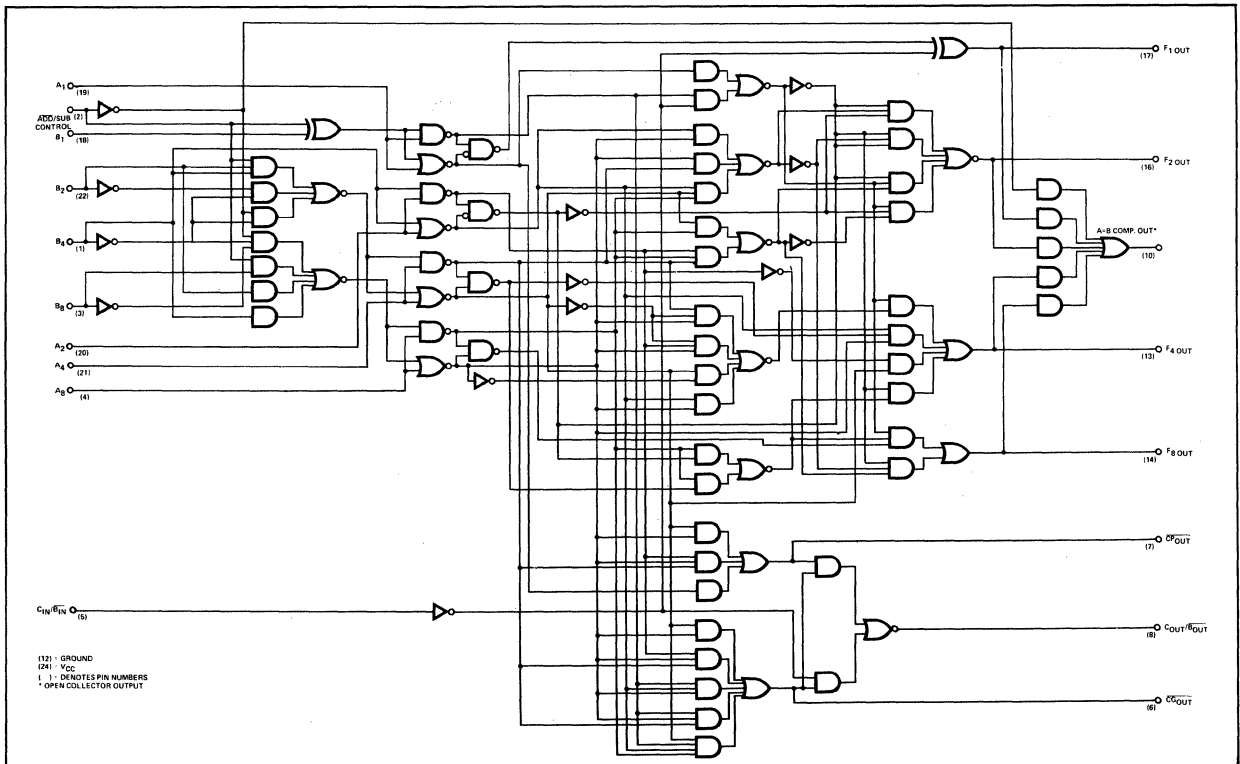 A1
(19)
(2)
ADD/SUB
CONTROL
B1
(18)
B2
(22)
B4
(1)
B8
(3)
A2
(20)
A4
(21)
A8
(4)
CIN/BIN
(5)
(12) - GROUND
(24) - VCC
( ) - DENOTES PIN NUMBERS
* OPEN COLLECTOR OUTPUT
F1 OUT
(17)
F2 OUT
(16)
A=B COMP. OUT*
(10)
F4 OUT
(13)
F8 OUT
(14)
CPOUT
(7)
COUT/BOUT
(8)
CGOUT
(6)